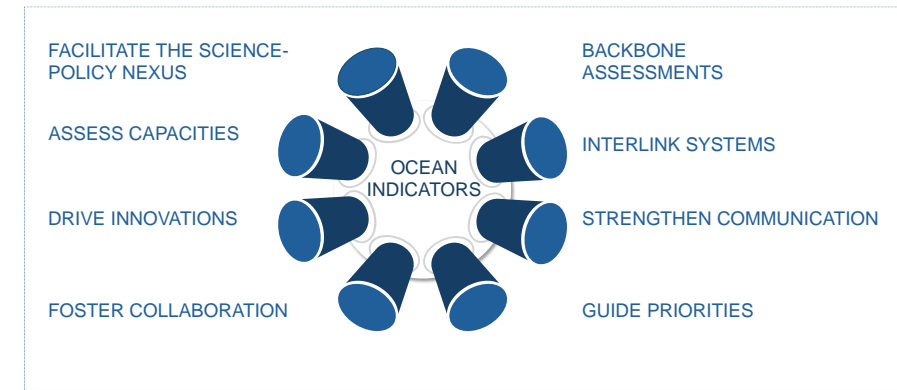 FACILITATE THE SCIENCE-
POLICY NEXUS
ASSESS CAPACITIES
DRIVE INNOVATIONS
FOSTER COLLABORATION
OCEAN
INDICATORS
BACKBONE
ASSESSMENTS
INTERLINK SYSTEMS
STRENGTHEN COMMUNICATION
GUIDE PRIORITIES